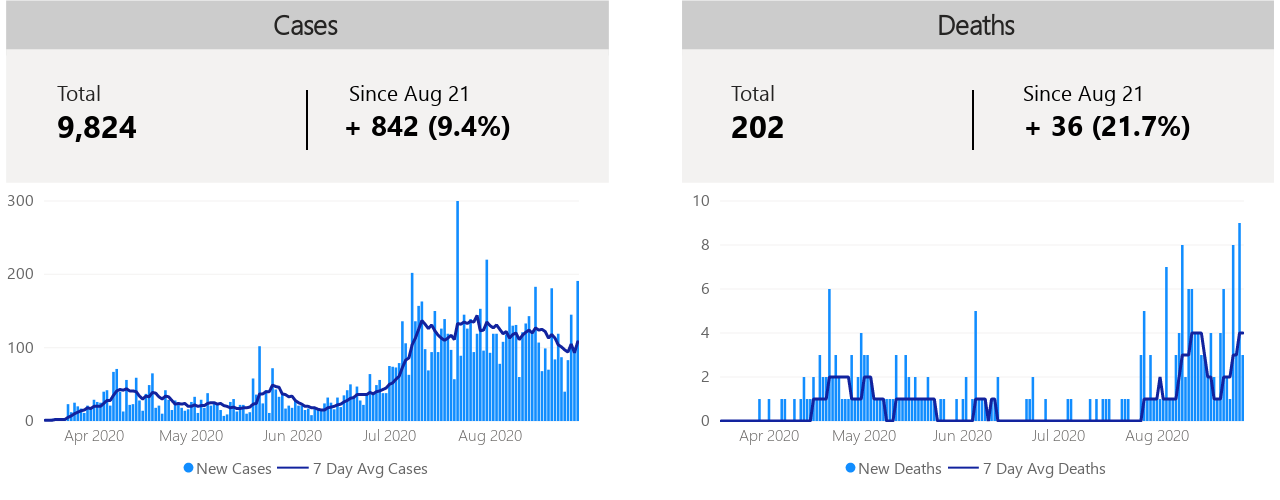 Cases
Total
9,824
Since Aug 21
+ 842 (9.4%)
300
200
100
0
Apr 2020 May 2020 Jun 2020 Jul 2020 Aug 2020
New Cases 7 Day Avg Cases
Deaths
Total
202
Since Aug 21
+ 36 (21.7%)
10
8
6
4
2
0
Apr 2020 May 2020 Jun 2020 Jul 2020 Aug 2020
New Deaths 7 Day Avg Deaths